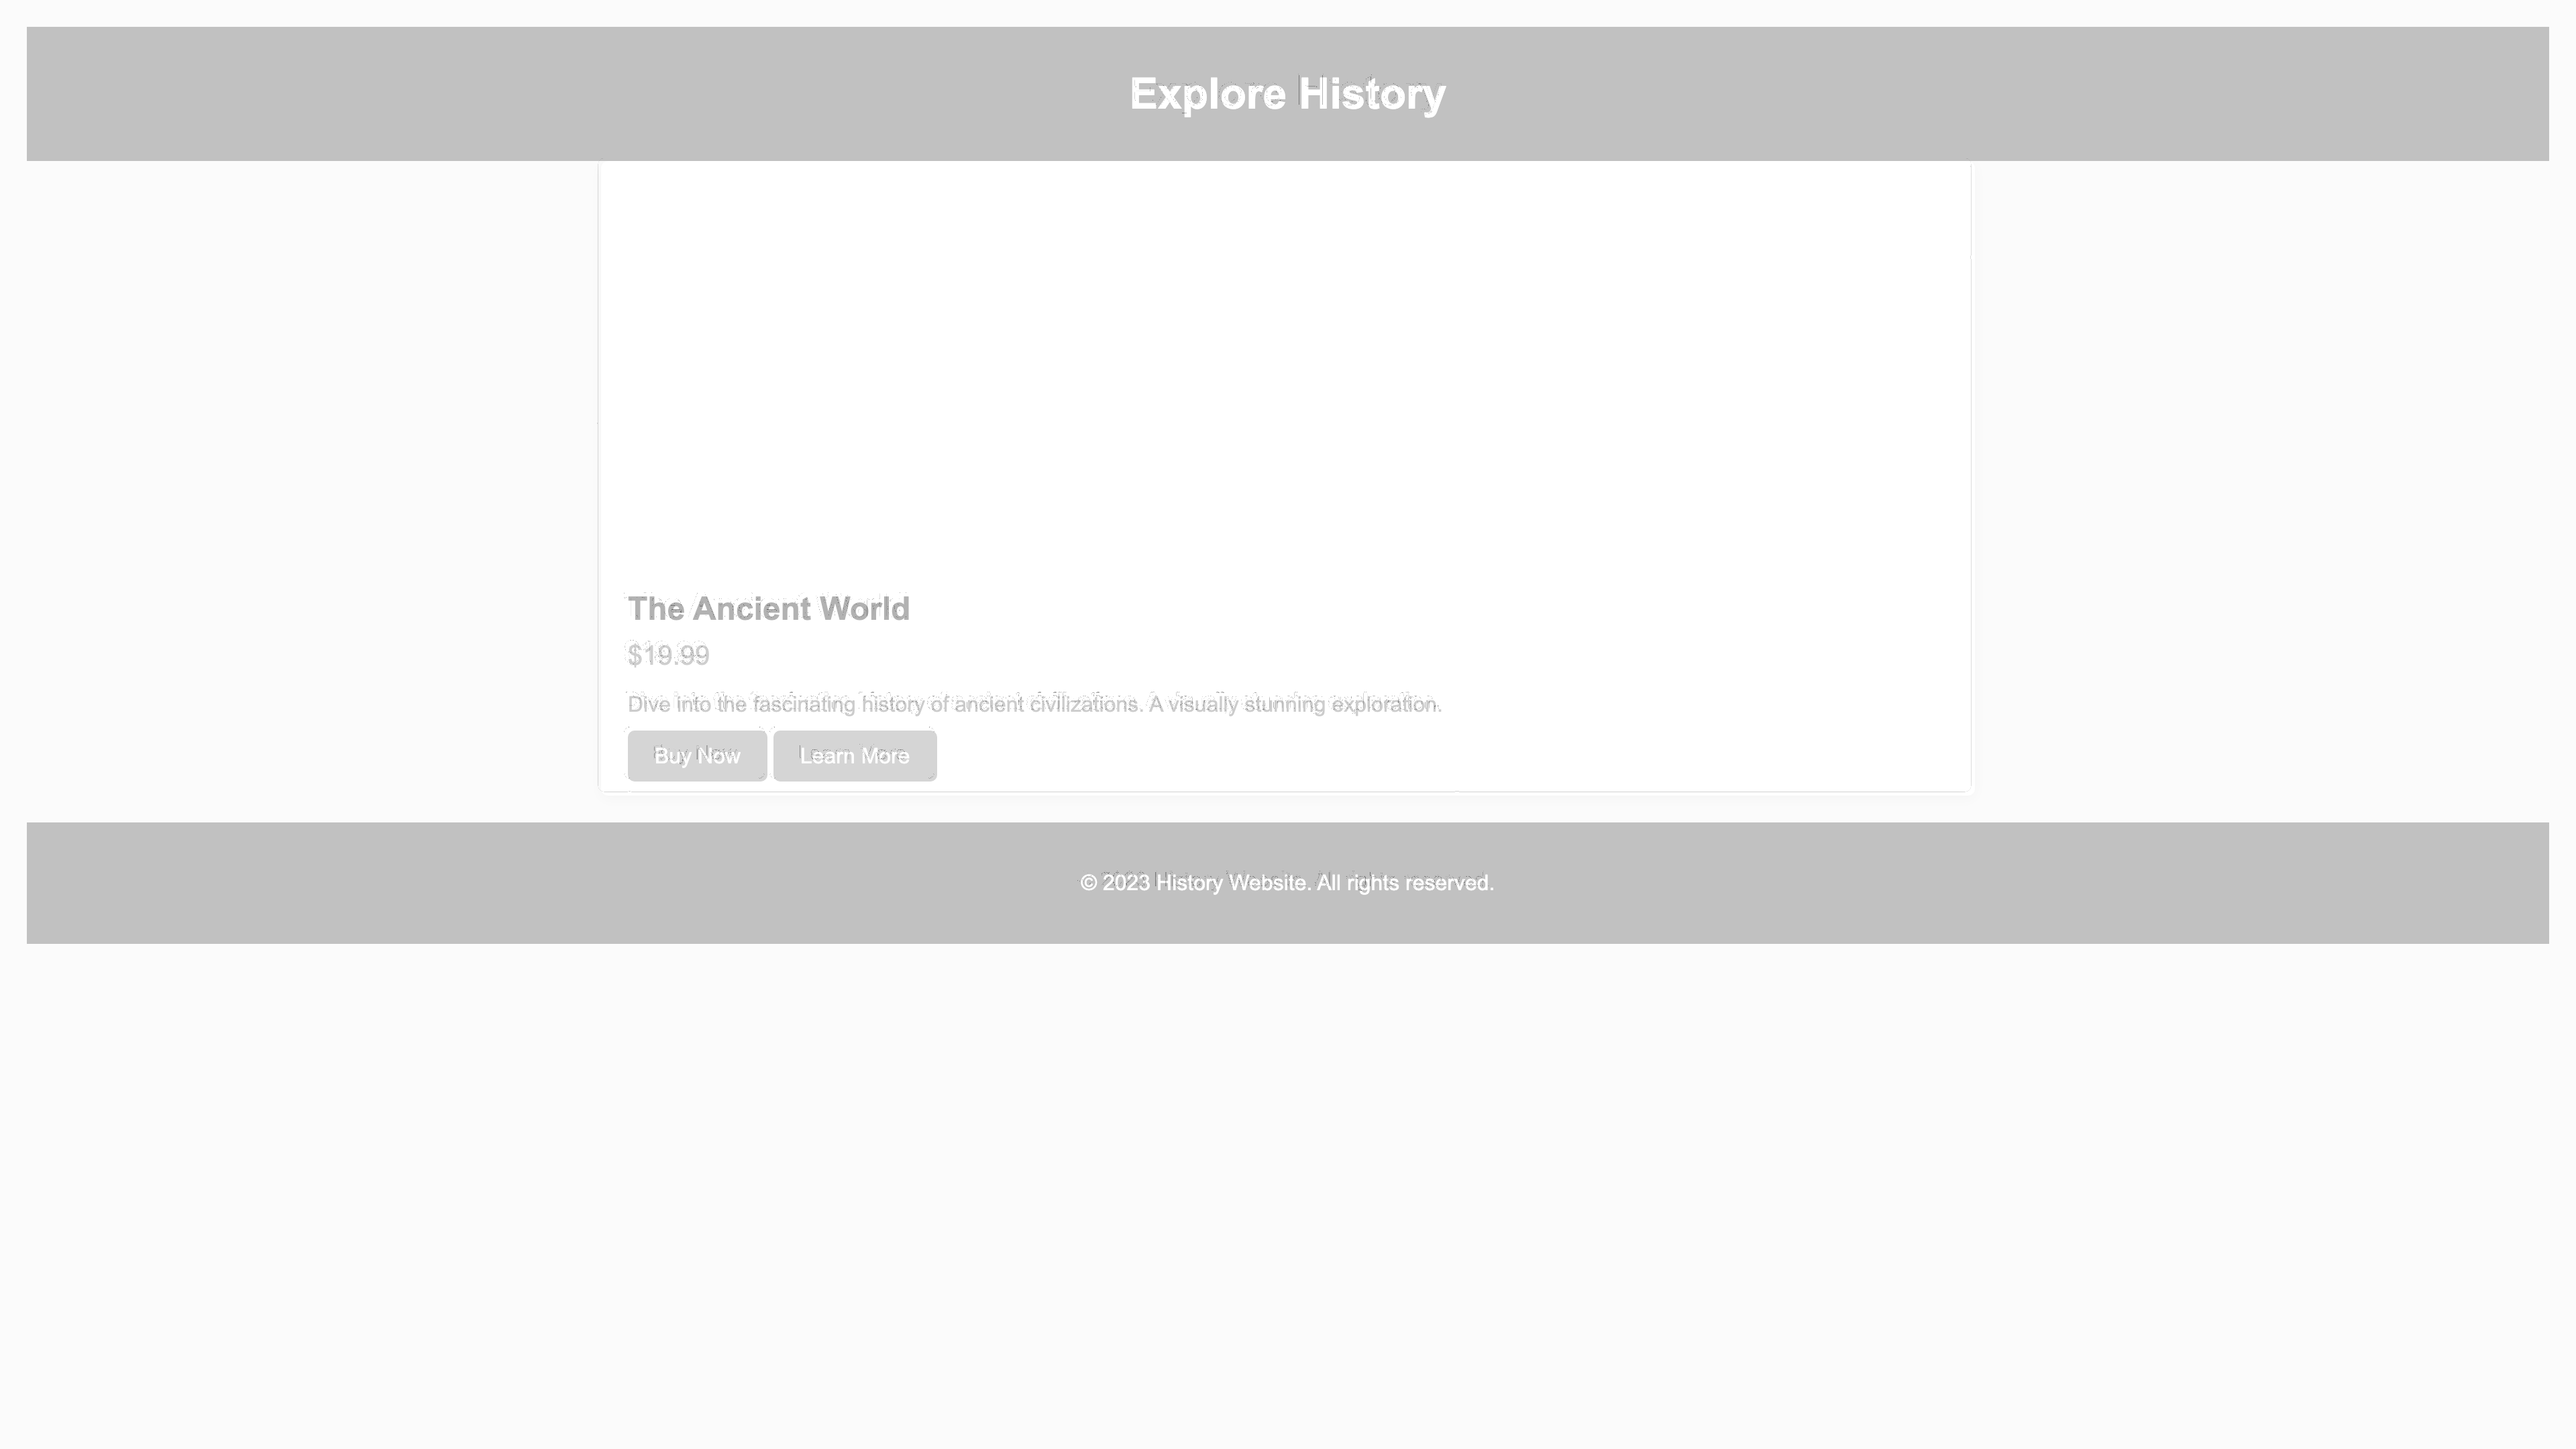 Explore History
The Ancient World
$19.99
Dive into the fascinating history of ancient civilizations. A visually stunning exploration.
Buy Now Learn More
© 2023 History Website. All rights reserved.